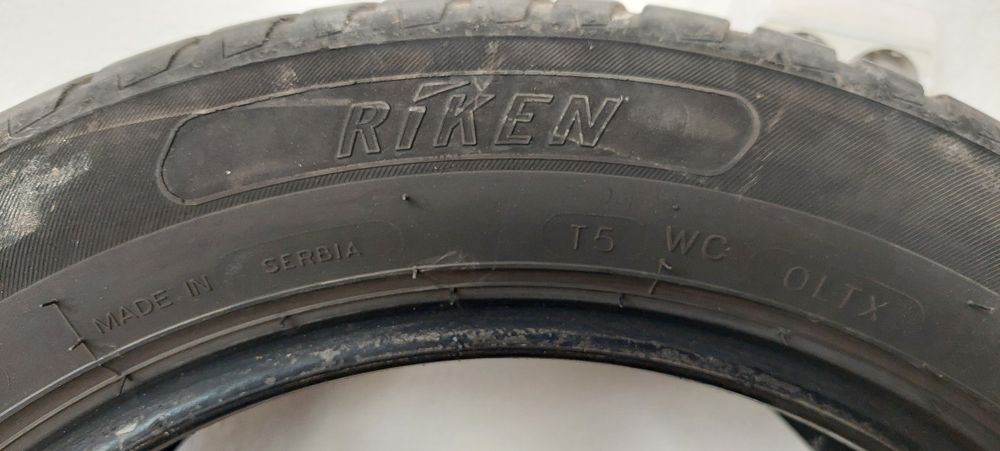 RIKEN
MADE IN SERBIA T5 WC OLTX